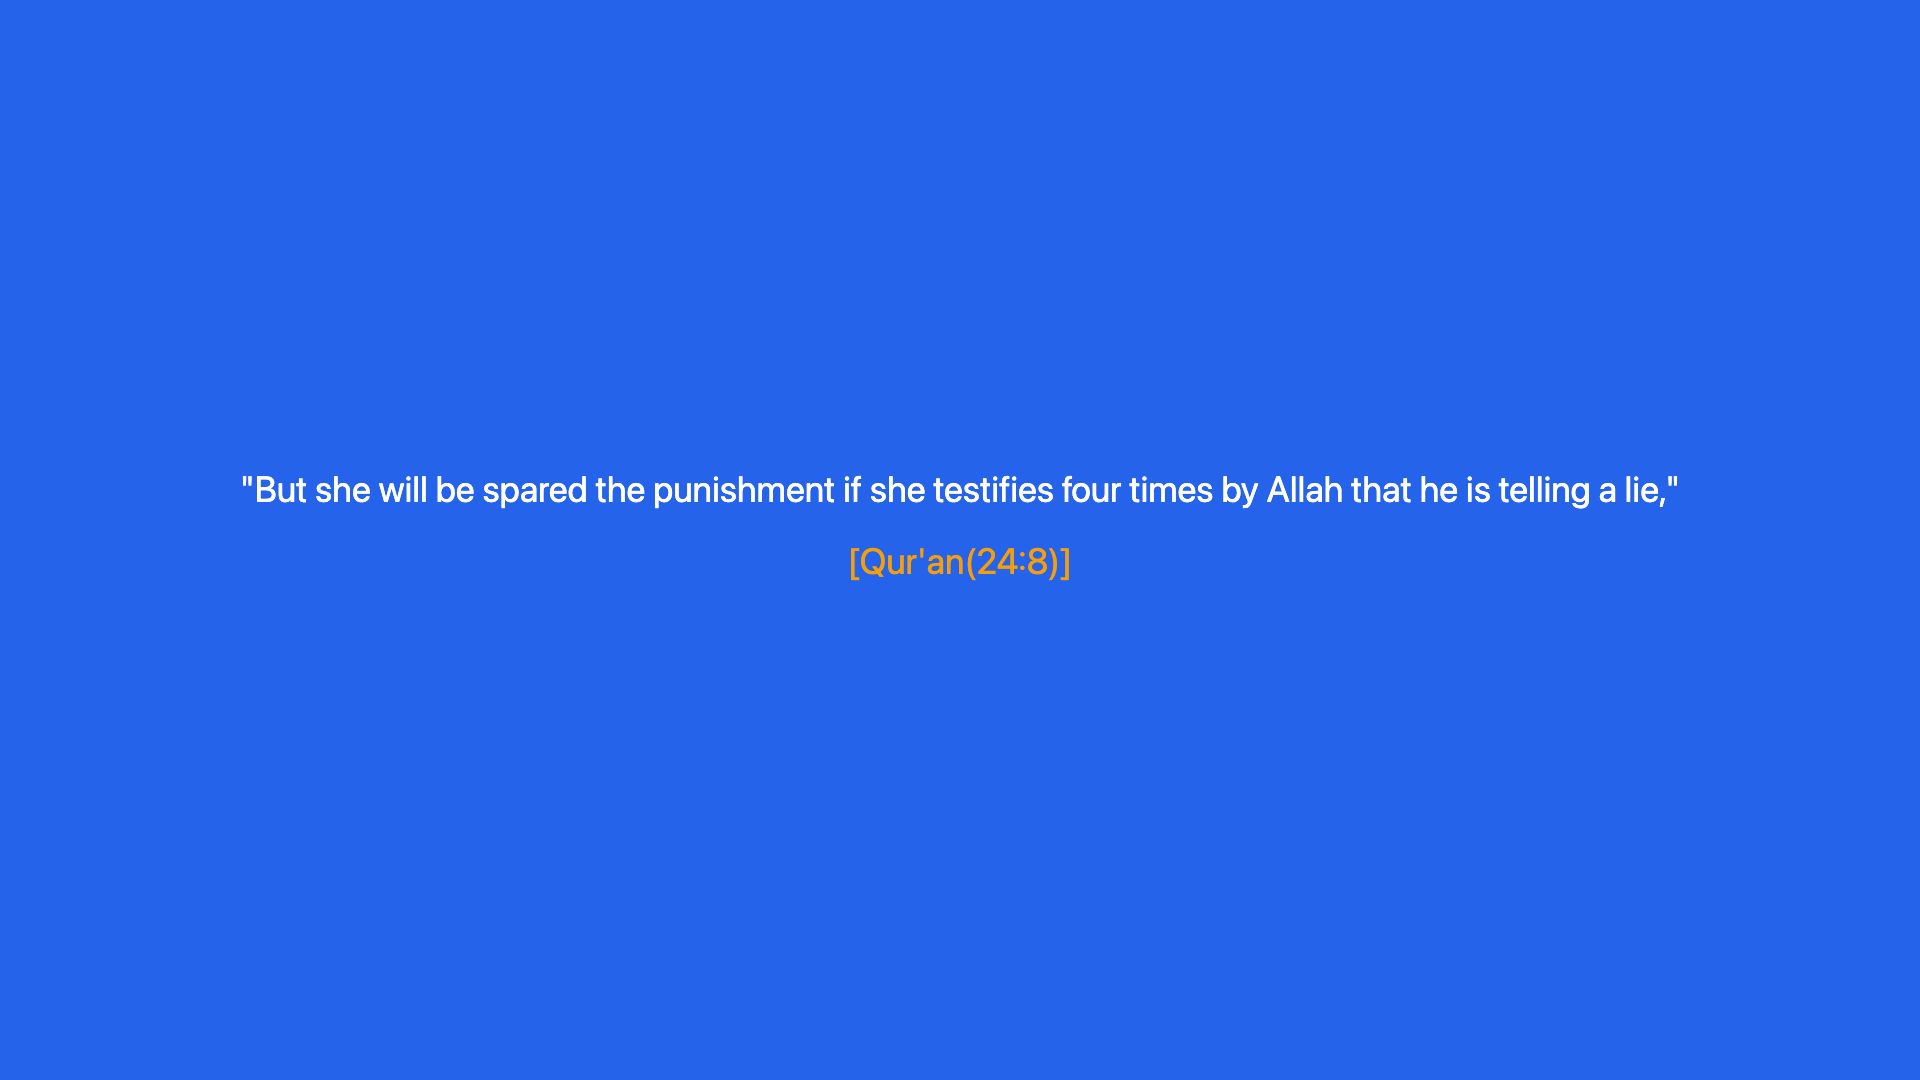 "But she will be spared the punishment if she testifies four times by Allah that he is telling a lie,"
[Qur'an(24:8)]